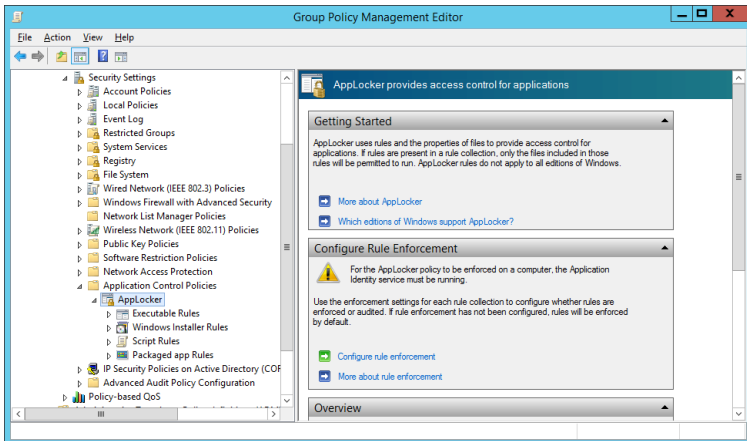 Group Policy Management Editor
File Action View Help
Security Settings
Account Policies
Local Policies
Event Log
Restricted Groups
System Services
Registry
File System
Wired Network (IEEE 802.3) Policies
Windows Firewall with Advanced Security
Network List Manager Policies
Wireless Network (IEEE 802.11) Policies
Public Key Policies
Software Restriction Policies
Network Access Protection
Application Control Policies
AppLocker
Executable Rules
Windows Installer Rules
Script Rules
Packaged app Rules
IP Security Policies on Active Directory (COF
Advanced Audit Policy Configuration
Policy-based QoS
AppLocker provides access control for applications
Getting Started
AppLocker uses rules and the properties of files to provide access control for
applications. If rules are present in a rule collection, only the files included in those
rules will be permitted to run. AppLocker rules do not apply to all editions of Windows.
More about AppLocker
Which editions of Windows support AppLocker?
Configure Rule Enforcement
For the AppLocker policy to be enforced on a computer, the Application
Identity service must be running.
Use the enforcement settings for each rule collection to configure whether rules are
enforced or audited. If rule enforcement has not been configured, rules will be enforced
by default.
Configure rule enforcement
More about rule enforcement
Overview